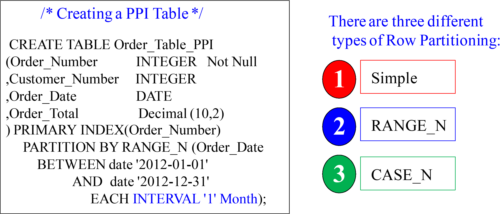 /* Creating a PPI Table */
CREATE TABLE Order_Table_PPI
(Order_Number INTEGER Not Null
,Customer_Number INTEGER
,Order_Date DATE
,Order_Total Decimal (10,2)
) PRIMARY INDEX(Order_Number)
PARTITION BY RANGE_N (Order_Date
BETWEEN date '2012-01-01'
AND date '2012-12-31'
EACH INTERVAL '1' Month);
There are three different
types of Row Partitioning:
1 Simple
2 RANGE_N
3 CASE_N